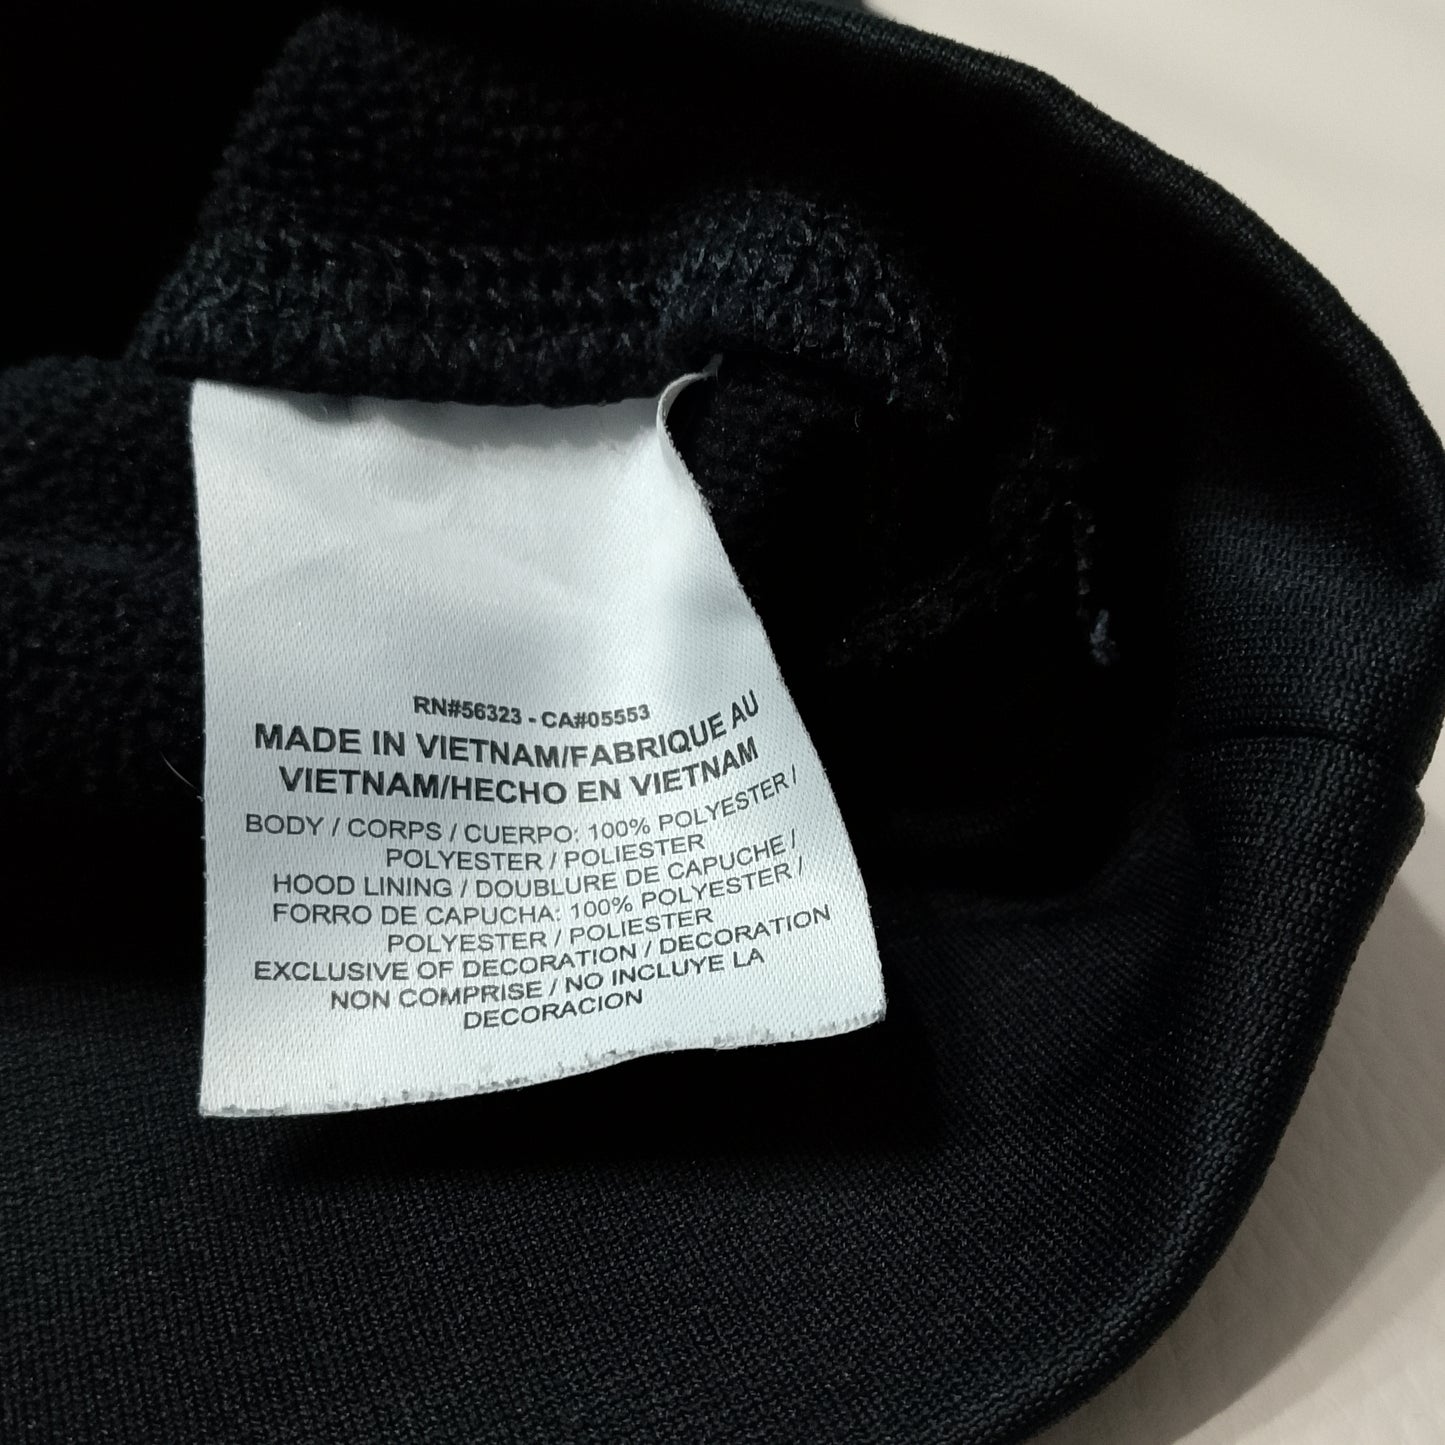 RN#56323 - CA#05553
MADE IN VIETNAM/FABRIQUE AU
VIETNAM/HECHO EN VIETNAM
BODY / CORPS / CUERPO: 100% POLYESTER /
POLYESTER / POLIESTER
HOOD LINING / DOUBLURE DE CAPUCHE /
FORRO DE CAPUCHA: 100% POLYESTER /
POLYESTER / POLIESTER
EXCLUSIVE OF DECORATION / DECORATION
NON COMPRISE / NO INCLUYE LA
DECORACION